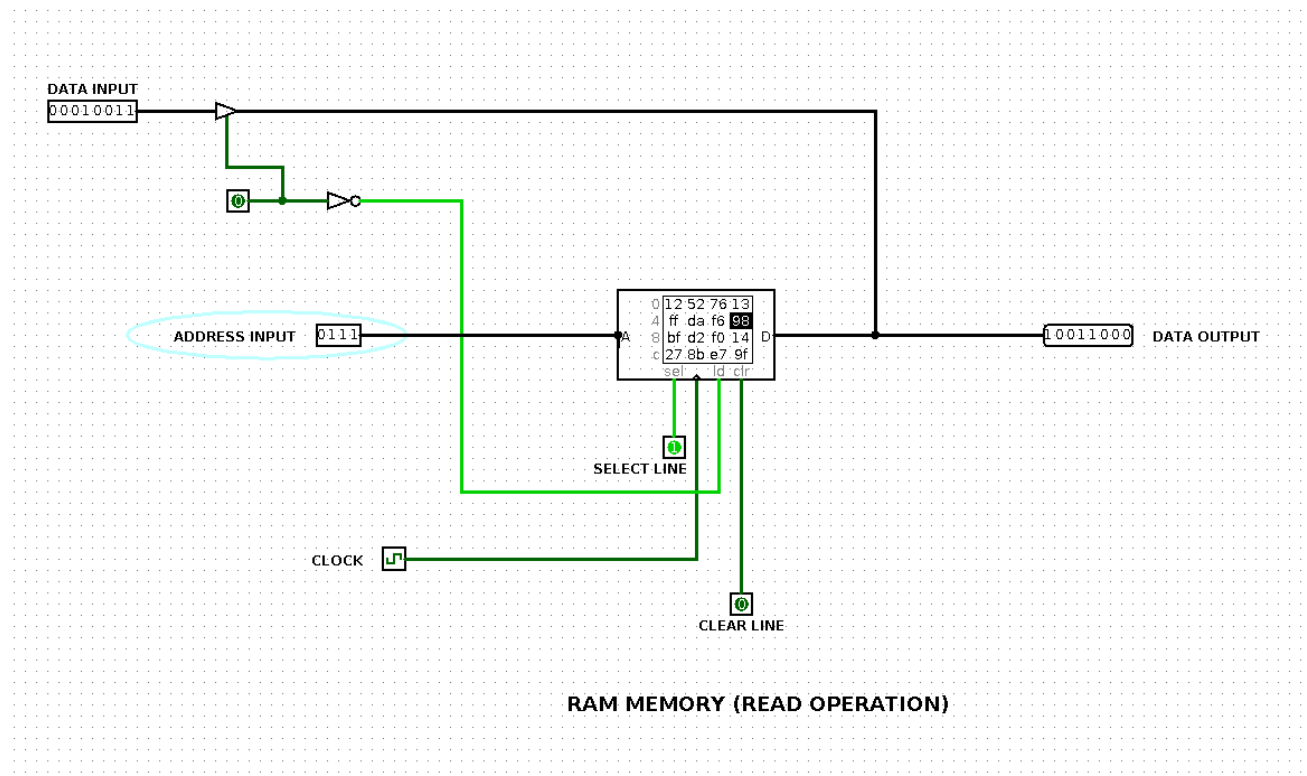 DATA INPUT
00010011
0
ADDRESS INPUT 0111
A
0 12 52 76 13
4 ff da f6 98
8 bf d2 f0 14
c 27 8b e7 9f
D
sel ld clr
10011000 DATA OUTPUT
1
SELECT LINE
CLOCK
0
CLEAR LINE
RAM MEMORY (READ OPERATION)